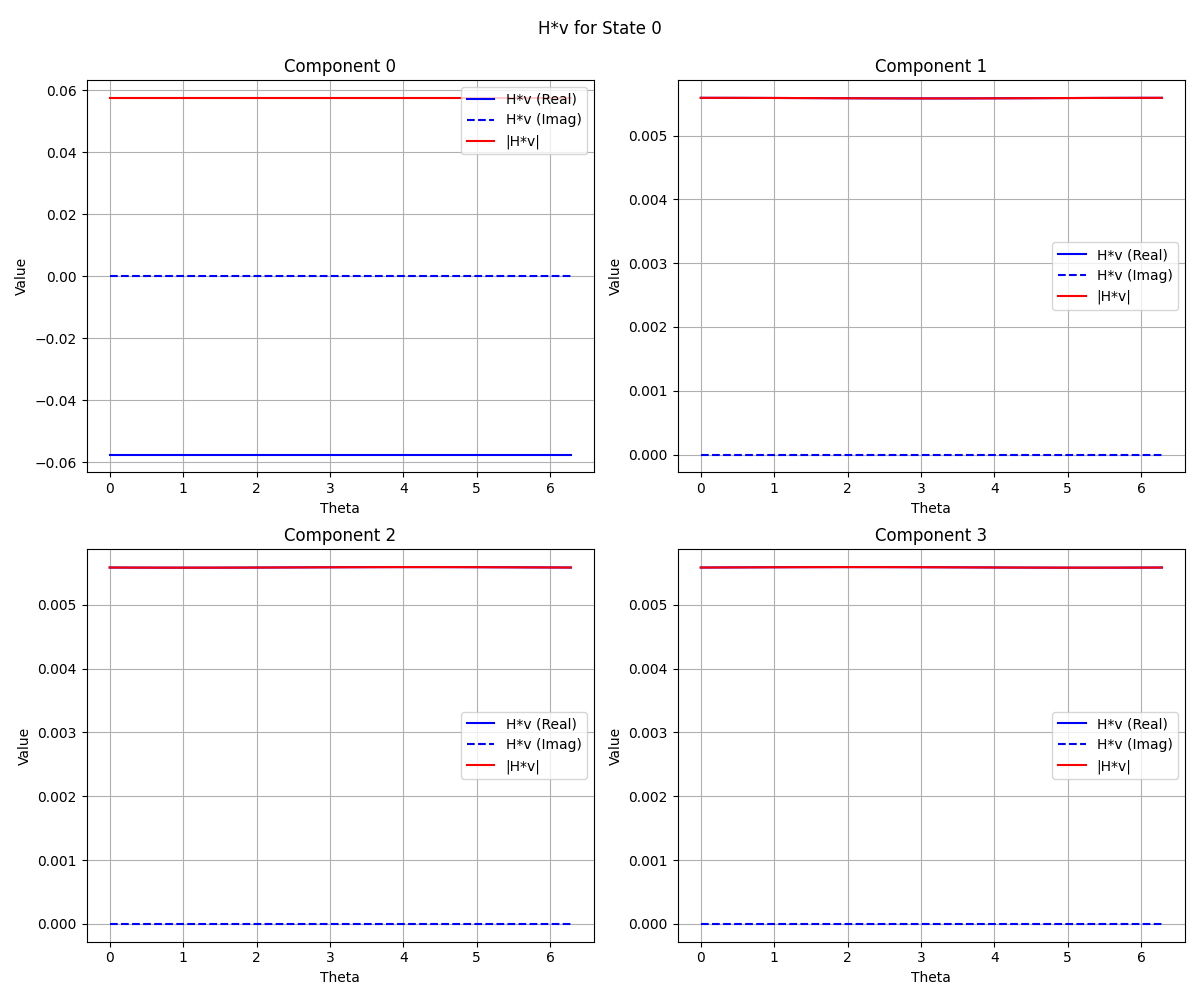 H*v for State 0
Component 0
0.06
0.04
0.02
0.00
−0.02
−0.04
−0.06
Value
0 1 2 3 4 5 6
Theta
H*v (Real)
H*v (Imag)
|H*v|
Component 1
0.005
0.004
0.003
0.002
0.001
0.000
Value
0 1 2 3 4 5 6
Theta
H*v (Real)
H*v (Imag)
|H*v|
Component 2
0.005
0.004
0.003
0.002
0.001
0.000
Value
0 1 2 3 4 5 6
Theta
H*v (Real)
H*v (Imag)
|H*v|
Component 3
0.005
0.004
0.003
0.002
0.001
0.000
Value
0 1 2 3 4 5 6
Theta
H*v (Real)
H*v (Imag)
|H*v|